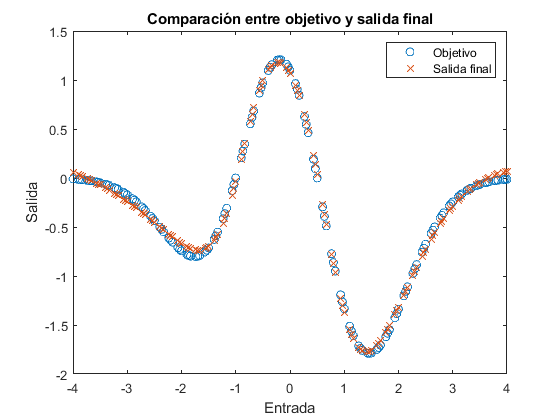 Comparación entre objetivo y salida final
1.5
Objetivo
Salida final
1
0.5
0
-0.5
-1
-1.5
-2
Salida
-4 -3 -2 -1 0 1 2 3 4
Entrada